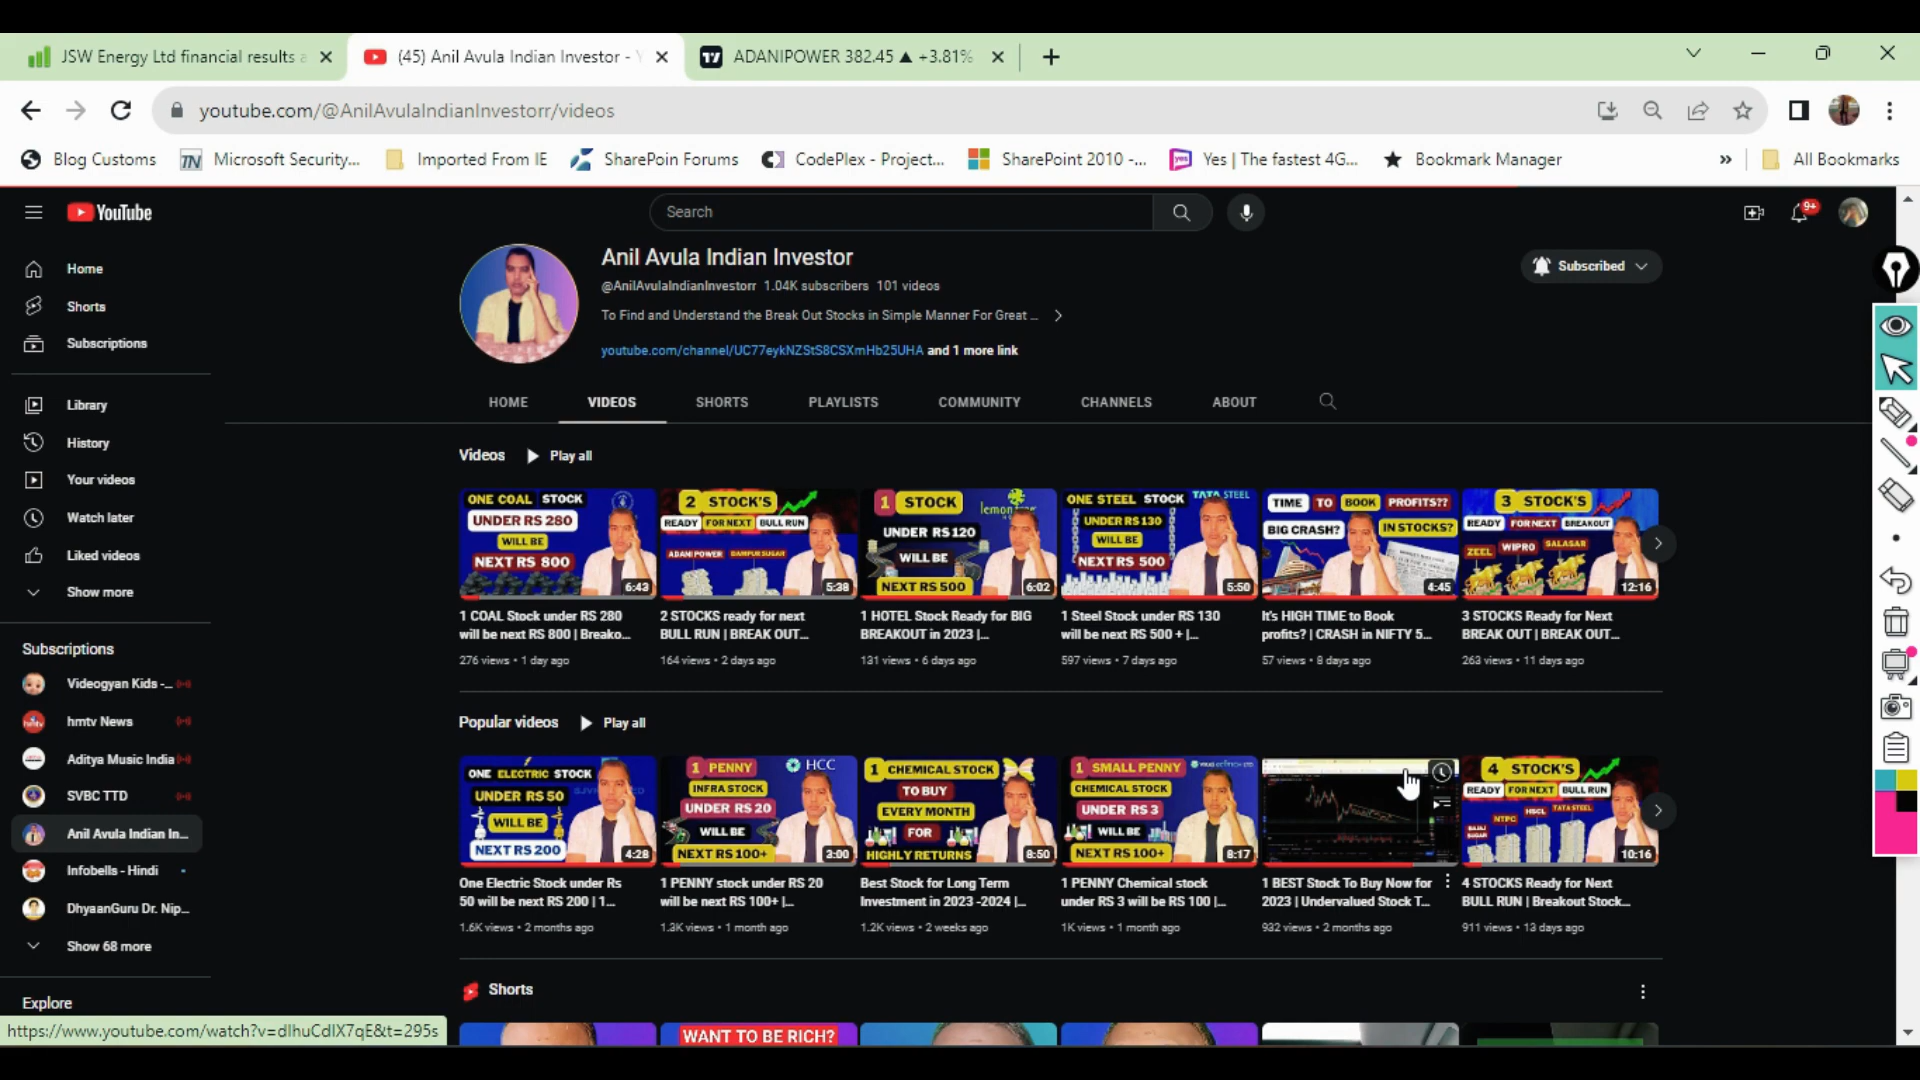 JSW Energy Ltd financial results a
(45) Anil Avula Indian Investor - Y
ADANIPOWER 382.45 ▲ +3.81%
youtube.com/@AnilAvulaIndianInvestorr/videos
Blog Customs
Microsoft Security...
Imported From IE
SharePoin Forums
CodePlex - Project...
SharePoint 2010 -...
Yes | The fastest 4G...
Bookmark Manager
»
All Bookmarks
YouTube
Search
9+
Home
Shorts
Subscriptions
Library
History
Your videos
Watch later
Liked videos
Show more
Subscriptions
Videogyan Kids -...
hmtv News
Aditya Music India
SVBC TTD
Anil Avula Indian In...
Infobells - Hindi
DhyaanGuru Dr. Nip...
Show 68 more
Explore
https://www.youtube.com/watch?v=dIhuCdIX7qE&t=295s
Anil Avula Indian Investor
@AnilAvulaIndianInvestorr 1.04K subscribers 101 videos
To Find and Understand the Break Out Stocks in Simple Manner For Great ...
youtube.com/channel/UC77eykNZStS8CSXmHb25UHA and 1 more link
Subscribed
HOME
VIDEOS
SHORTS
PLAYLISTS
COMMUNITY
CHANNELS
ABOUT
Videos
Play all
ONE COAL STOCK
UNDER RS 280
WILL BE
NEXT RS 800
6:43
1 COAL Stock under RS 280
will be next RS 800 | Breako...
276 views • 1 day ago
2 STOCK'S
READY FOR NEXT BULL RUN
ADANI POWER DAMPUR SUGAR
5:38
2 STOCKS ready for next
BULL RUN | BREAK OUT...
164 views • 2 days ago
1 STOCK
lemon
UNDER RS 120
WILL BE
NEXT RS 500
6:02
1 HOTEL Stock Ready for BIG
BREAKOUT in 2023 |...
131 views • 6 days ago
ONE STEEL STOCK
TATA STEEL
UNDER RS 130
WILL BE
NEXT RS 500
5:50
1 Steel Stock under RS 130
will be next RS 500 + |...
597 views • 7 days ago
TIME TO BOOK PROFITS??
BIG CRASH? IN STOCKS?
4:45
It's HIGH TIME to Book
profits? | CRASH in NIFTY 5...
57 views • 8 days ago
3 STOCK'S
READY FOR NEXT BREAKOUT
ZEEL WIPRO SALASAR
12:16
3 STOCKS Ready for Next
BREAK OUT | BREAK OUT...
263 views • 11 days ago
Popular videos
Play all
ONE ELECTRIC STOCK
UNDER RS 50
WILL BE
NEXT RS 200
4:28
One Electric Stock under Rs
50 will be next RS 200 | 1...
1.6K views • 2 months ago
1 PENNY
HCC
INFRA STOCK
UNDER RS 20
WILL BE
NEXT RS 100+
3:00
1 PENNY stock under RS 20
will be next RS 100+ |...
1.3K views • 1 month ago
1 CHEMICAL STOCK
TO BUY
EVERY MONTH
FOR
HIGHLY RETURNS
8:50
Best Stock for Long Term
Investment in 2023 -2024 |...
1.2K views • 2 weeks ago
1 SMALL PENNY
CHEMICAL STOCK
UNDER RS 3
WILL BE
NEXT RS 100+
8:17
1 PENNY Chemical stock
under RS 3 will be RS 100 |...
1K views • 1 month ago
1 BEST Stock To Buy Now for
2023 | Undervalued Stock T...
932 views • 2 months ago
4 STOCK'S
READY FOR NEXT BULL RUN
NTPC HSCL TATA STEEL
10:16
4 STOCKS Ready for Next
BULL RUN | Breakout Stock...
911 views • 13 days ago
Shorts
WANT TO BE RICH?